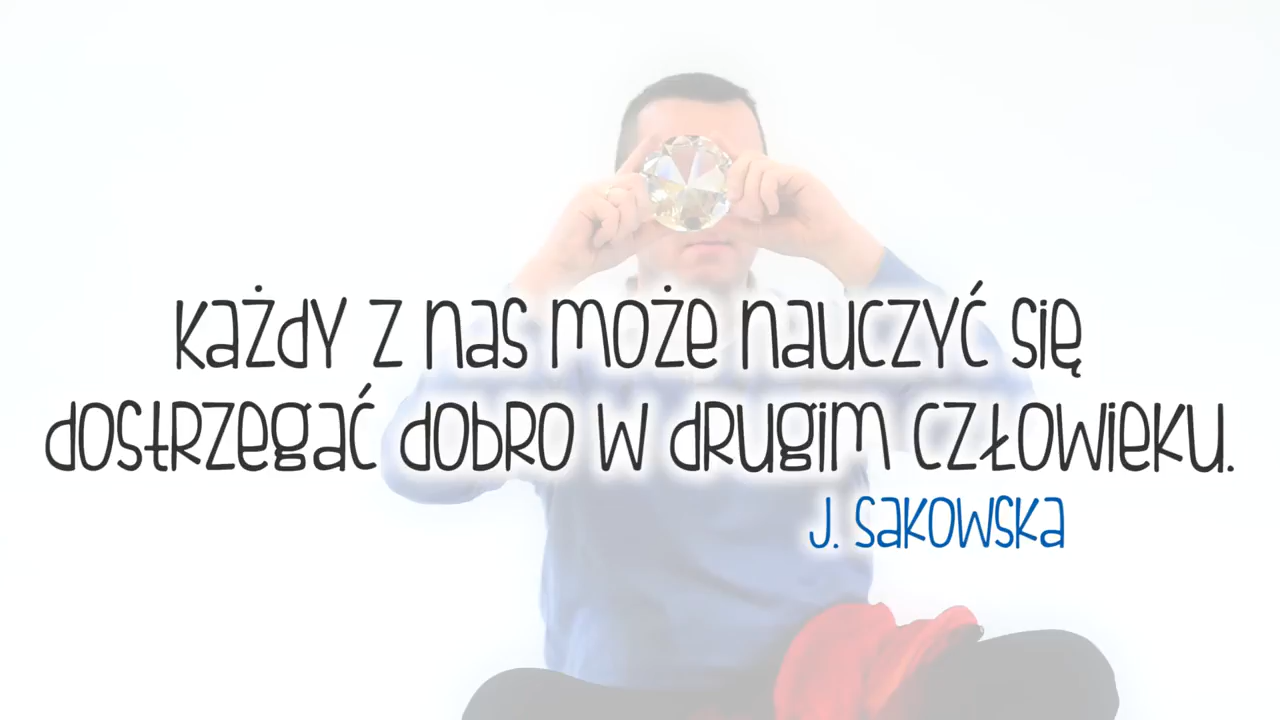 Każdy z nas może nauczyć się
dostrzegać dobro w drugim człowieku.
J. Sakowska